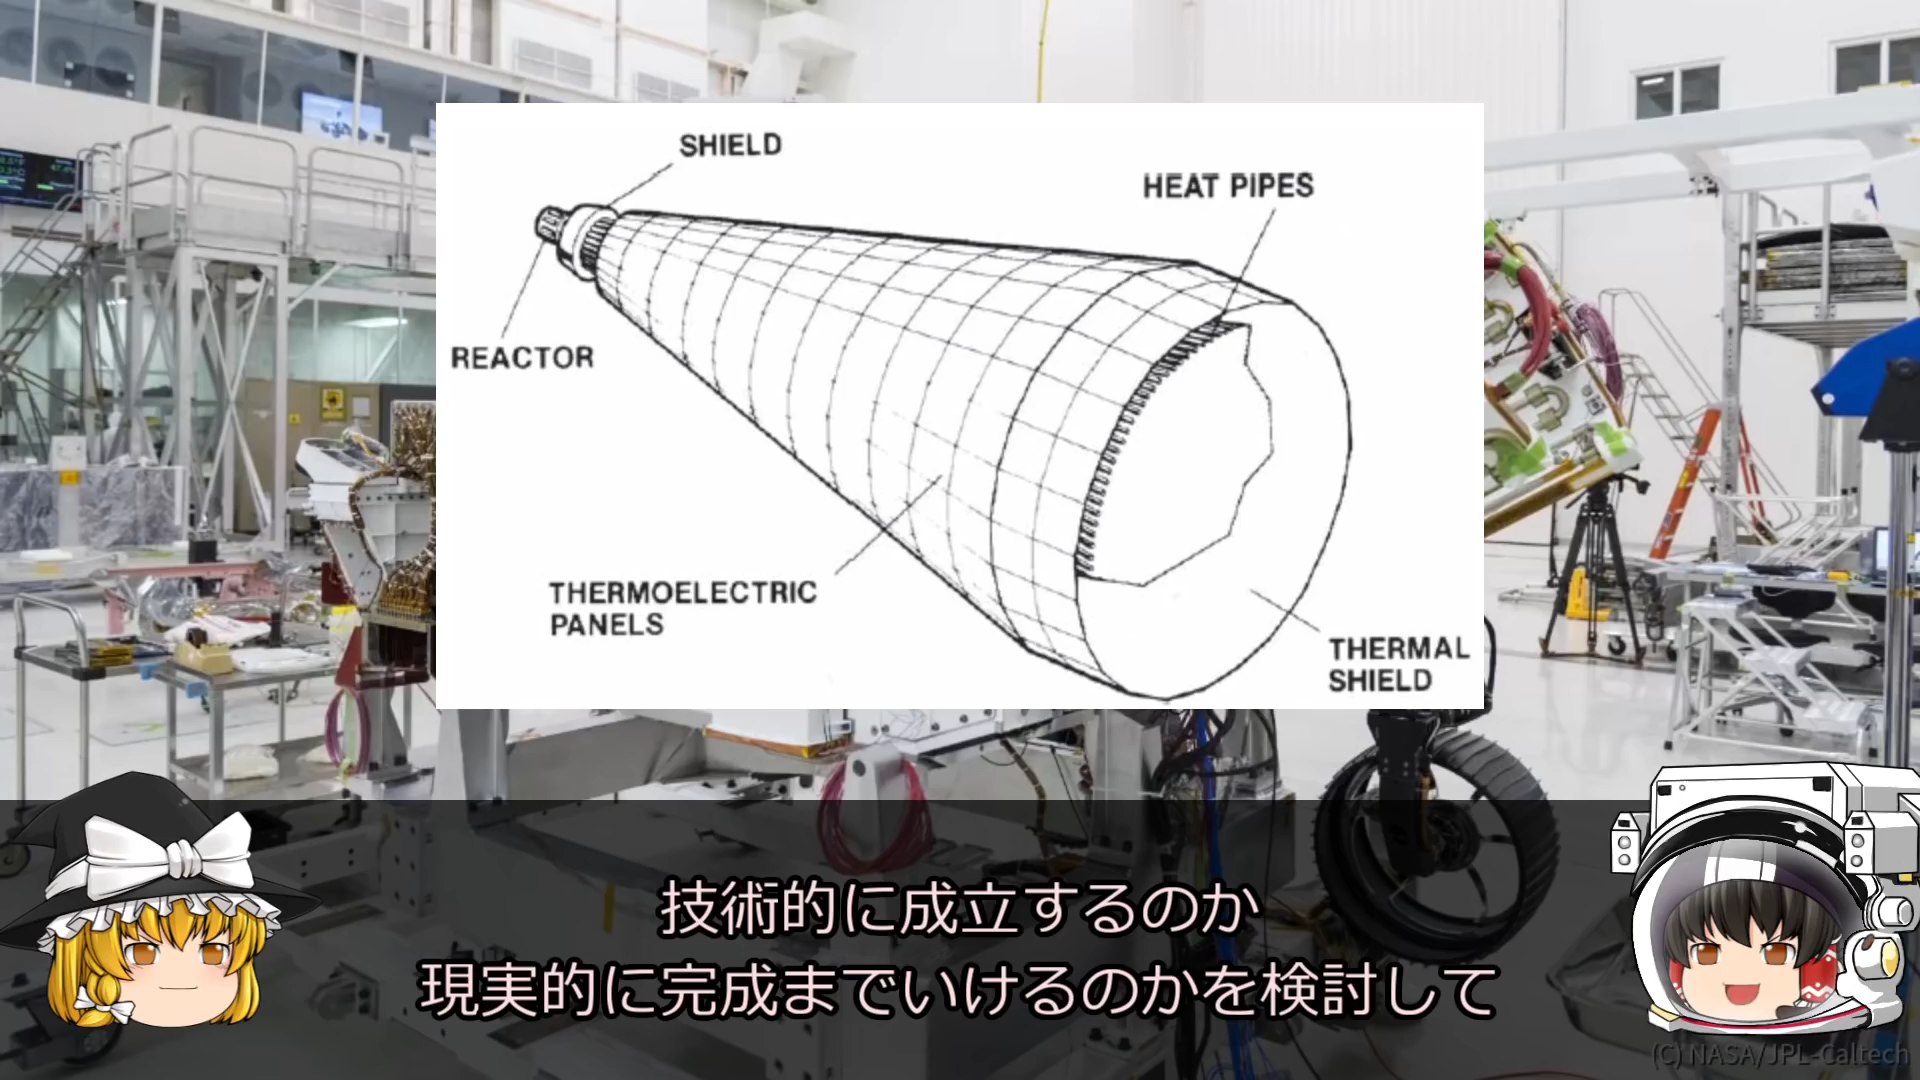 SHIELD
HEAT PIPES
REACTOR
THERMOELECTRIC
PANELS
THERMAL
SHIELD
技術的に成立するのか
現実的に完成までいけるのかを検討して
(C) NASA/JPL-Caltech